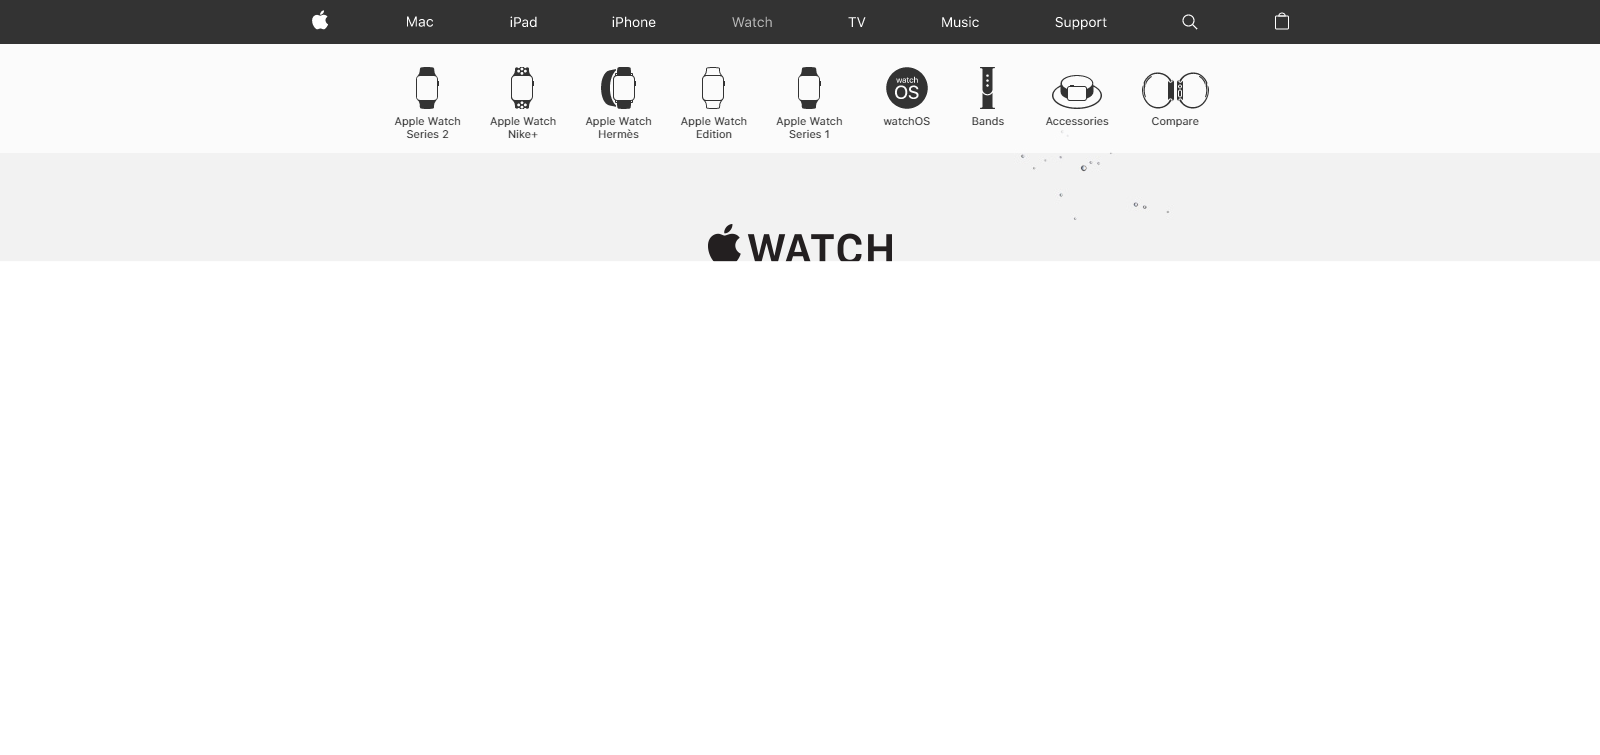 Mac iPad iPhone Watch TV Music Support
Apple Watch
Series 2
Apple Watch
Nike+
Apple Watch
Hermès
Apple Watch
Edition
Apple Watch
Series 1
watch
OS
watchOS
Bands
Accessories
Compare
WATCH